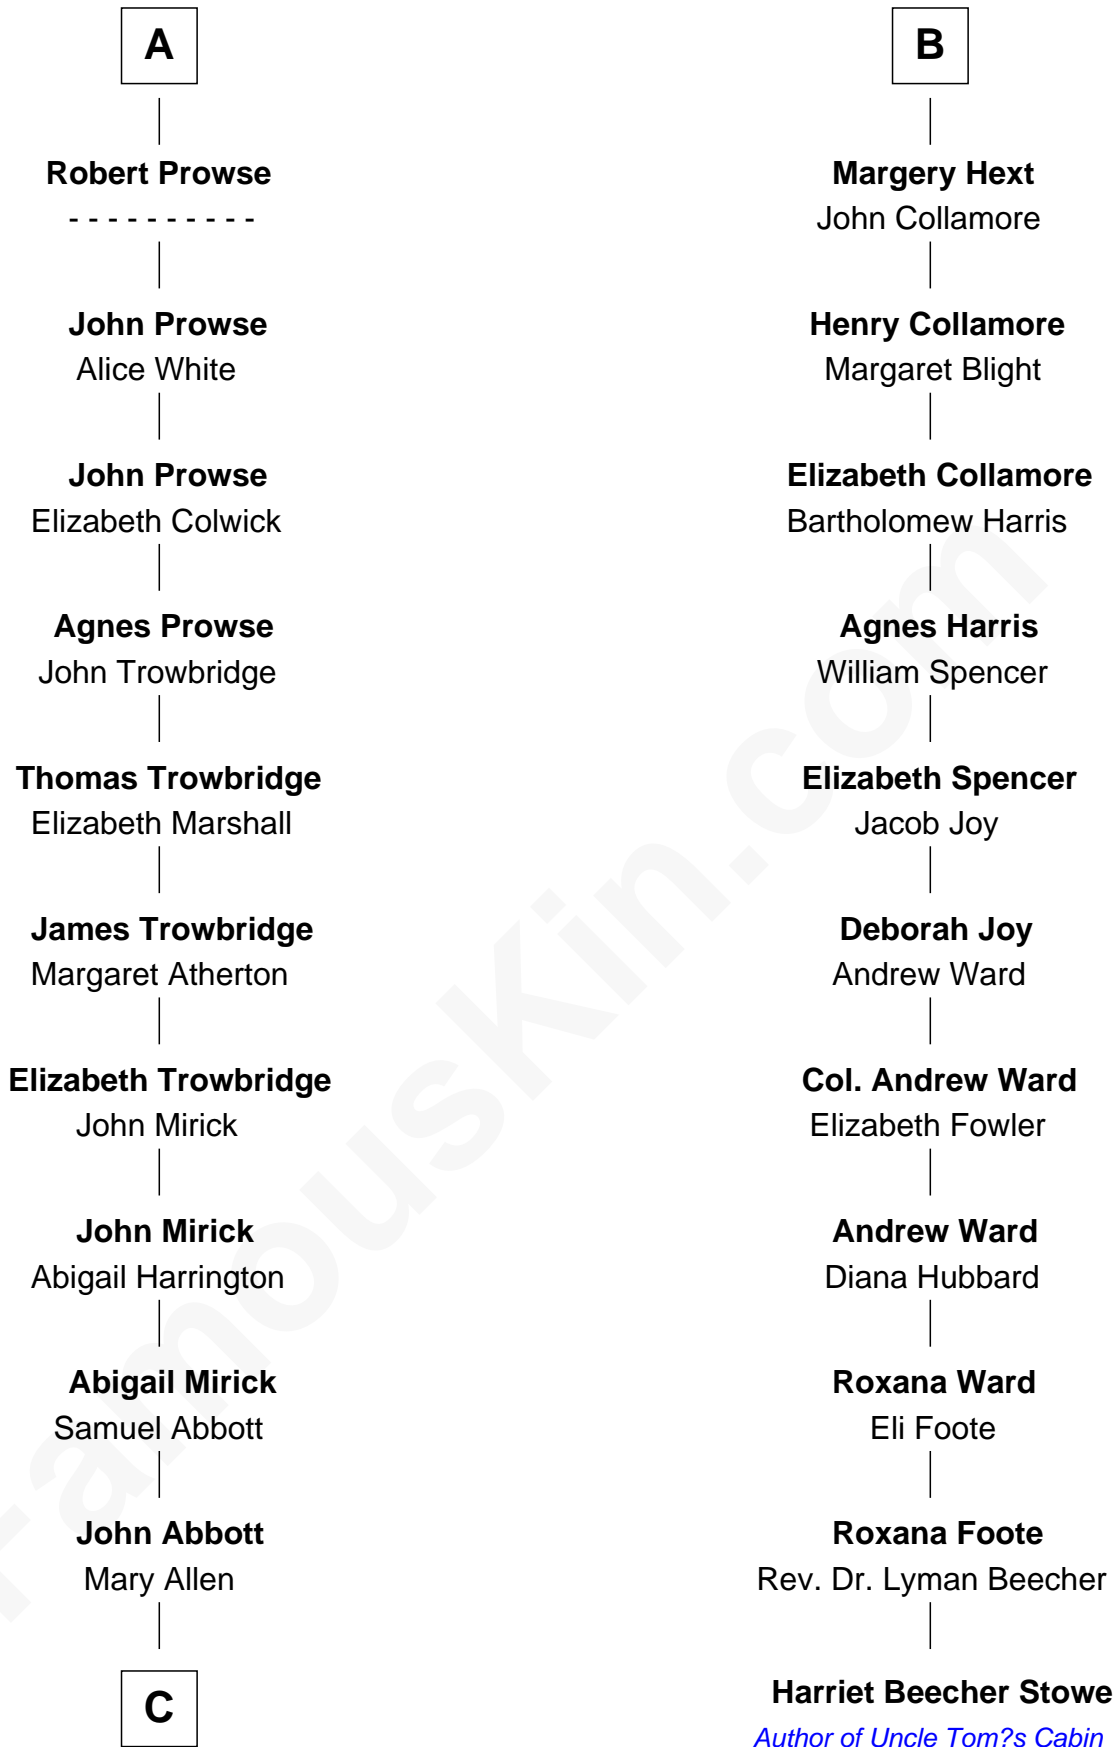 A
Robert Prowse
- - - - - - - - - -
John Prowse
Alice White
John Prowse
Elizabeth Colwick
Agnes Prowse
John Trowbridge
Thomas Trowbridge
Elizabeth Marshall
James Trowbridge
Margaret Atherton
Elizabeth Trowbridge
John Mirick
John Mirick
Abigail Harrington
Abigail Mirick
Samuel Abbott
John Abbott
Mary Allen
C
B
Margery Hext
John Collamore
Henry Collamore
Margaret Blight
Elizabeth Collamore
Bartholomew Harris
Agnes Harris
William Spencer
Elizabeth Spencer
Jacob Joy
Deborah Joy
Andrew Ward
Col. Andrew Ward
Elizabeth Fowler
Andrew Ward
Diana Hubbard
Roxana Ward
Eli Foote
Roxana Foote
Rev. Dr. Lyman Beecher
Harriet Beecher Stowe
Author of Uncle Tom?s Cabin
FamousKin.com